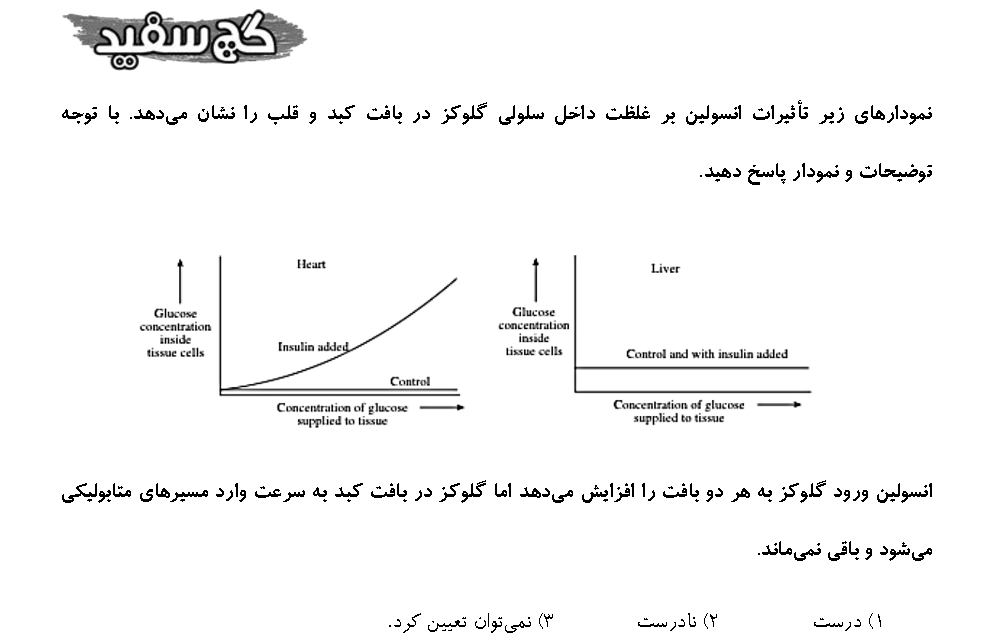 گچ سفید
نمودارهای زیر تأثیرات انسولین بر غلظت داخل سلولی گلوکز در بافت کبد و قلب را نشان می‌دهد. با توجه
توضیحات و نمودار پاسخ دهید.
Heart
Glucose
concentration
inside
tissue cells
Insulin added
Control
Concentration of glucose
supplied to tissue
Liver
Glucose
concentration
inside
tissue cells
Control and with insulin added
Concentration of glucose
supplied to tissue
انسولین ورود گلوکز به هر دو بافت را افزایش می‌دهد اما گلوکز در بافت کبد به سرعت وارد مسیرهای متابولیکی
می‌شود و باقی نمی‌ماند.
۱) درست ۲) نادرست ۳) نمی‌توان تعیین کرد.